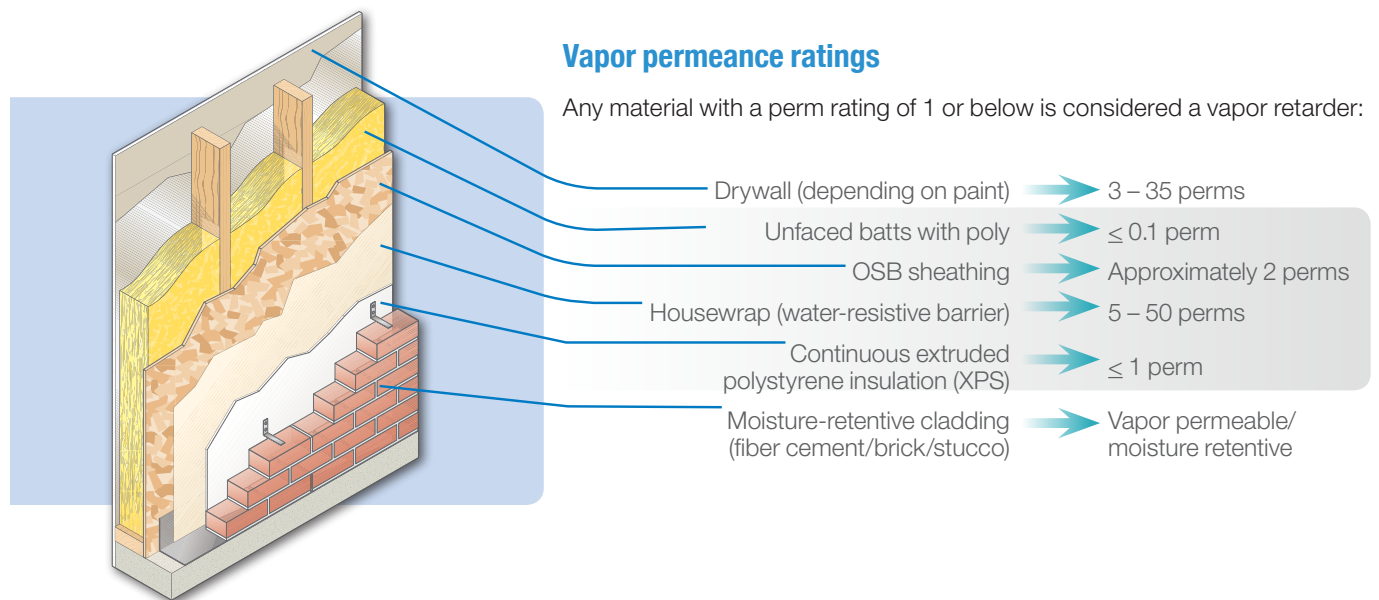 Vapor permeance ratings
Any material with a perm rating of 1 or below is considered a vapor retarder:
Drywall (depending on paint) 3 – 35 perms
Unfaced batts with poly ≤ 0.1 perm
OSB sheathing Approximately 2 perms
Housewrap (water-resistive barrier) 5 – 50 perms
Continuous extruded
polystyrene insulation (XPS) ≤ 1 perm
Moisture-retentive cladding Vapor permeable/
(fiber cement/brick/stucco) moisture retentive